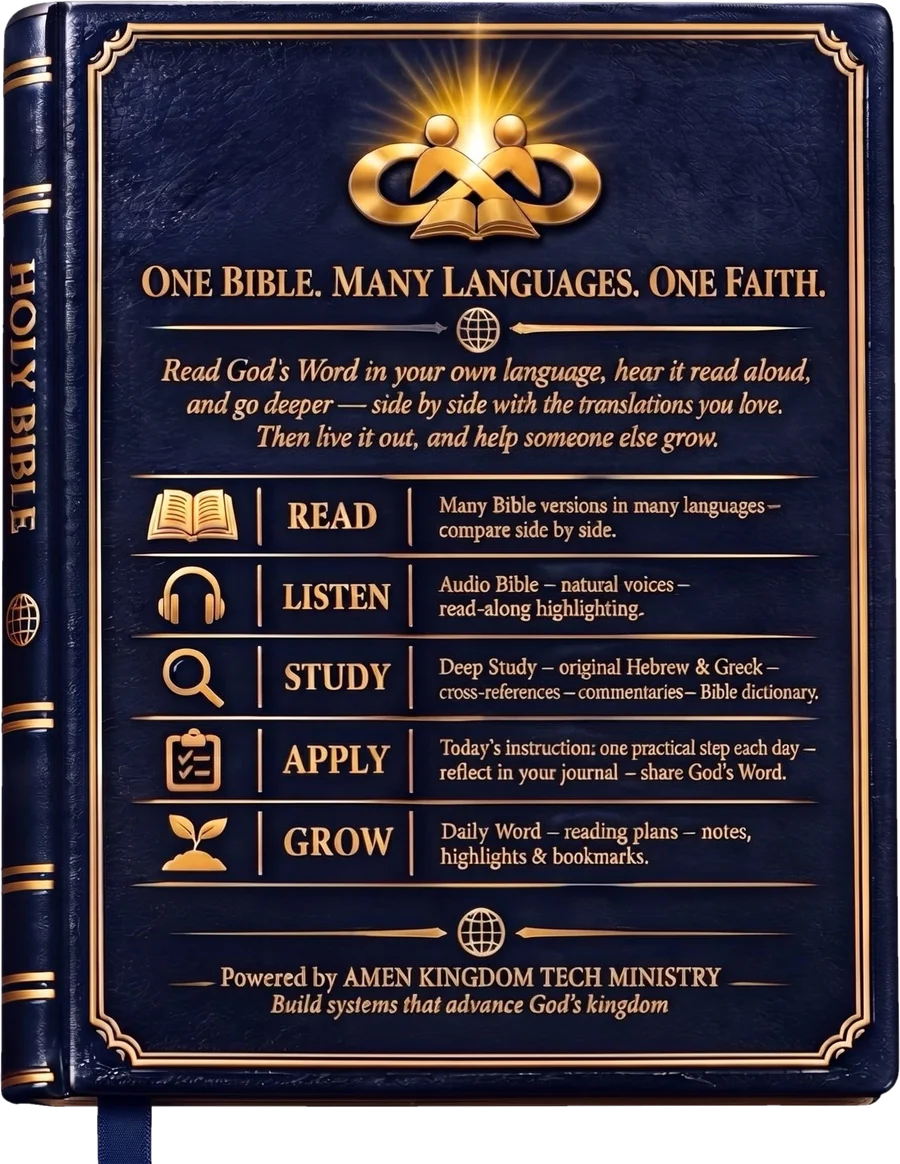 HOLY BIBLE
ONE BIBLE. MANY LANGUAGES. ONE FAITH.
Read God's Word in your own language, hear it read aloud,
and go deeper — side by side with the translations you love.
Then live it out, and help someone else grow.
READ
Many Bible versions in many languages–
compare side by side.
LISTEN
Audio Bible – natural voices –
read-along highlighting.
STUDY
Deep Study – original Hebrew & Greek –
cross-references – commentaries – Bible dictionary.
APPLY
Today's instruction: one practical step each day –
reflect in your journal – share God's Word.
GROW
Daily Word – reading plans – notes,
highlights & bookmarks.
Powered by AMEN KINGDOM TECH MINISTRY
Build systems that advance God's kingdom